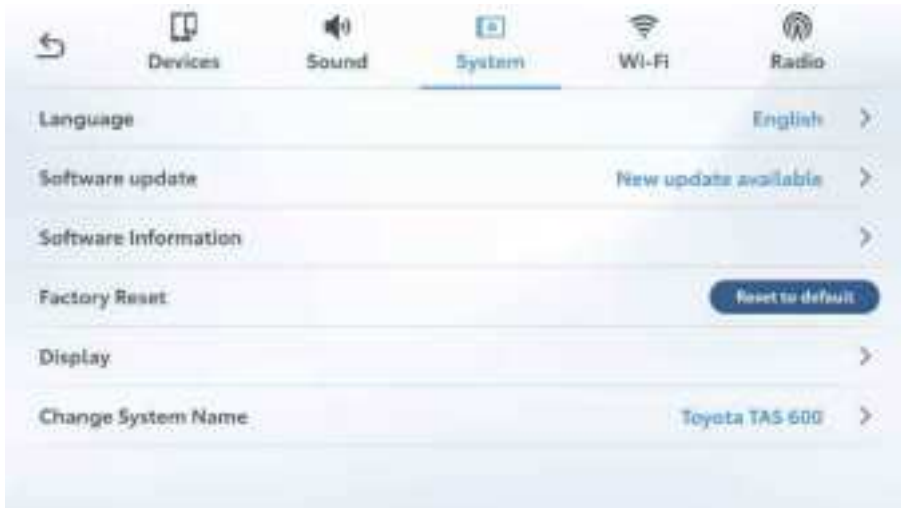 Devices
Sound
System
Wi-Fi
Radio
Language English
Software update New update available
Software Information
Factory Reset Reset to default
Display
Change System Name Toyota TAS 600